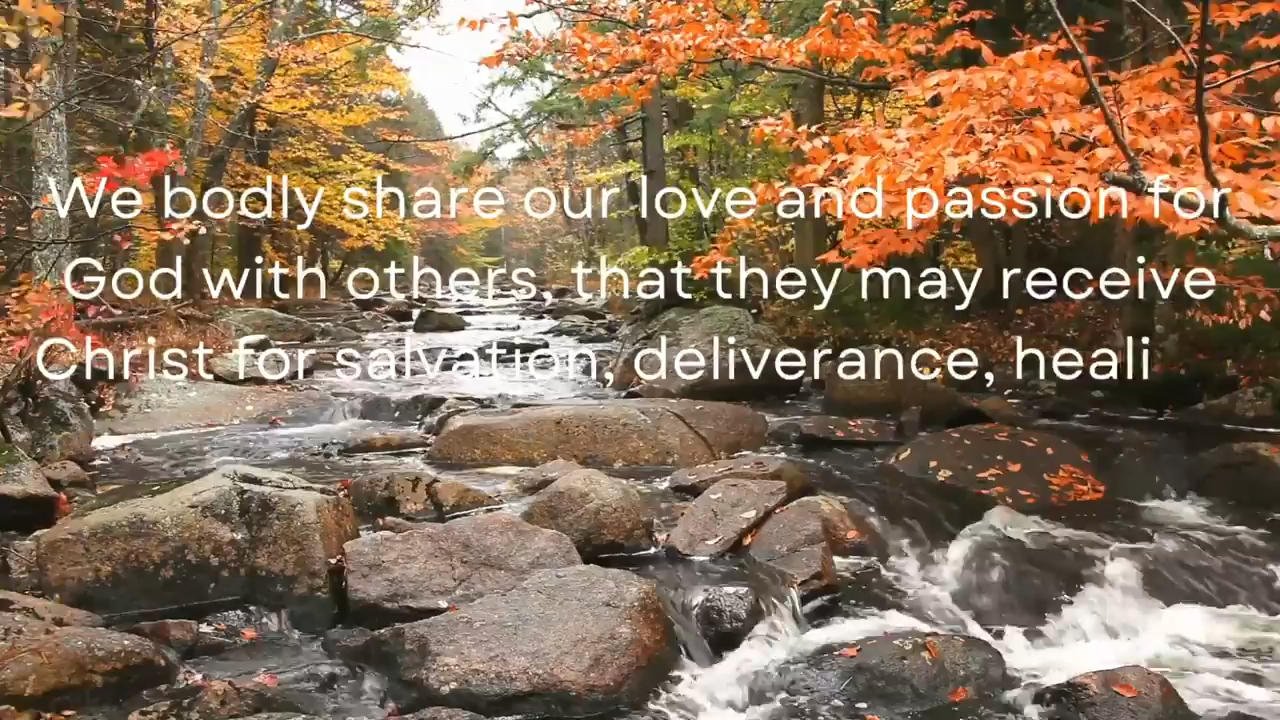 We bodly share our love and passion for
God with others, that they may receive
Christ for salvation, deliverance, heali